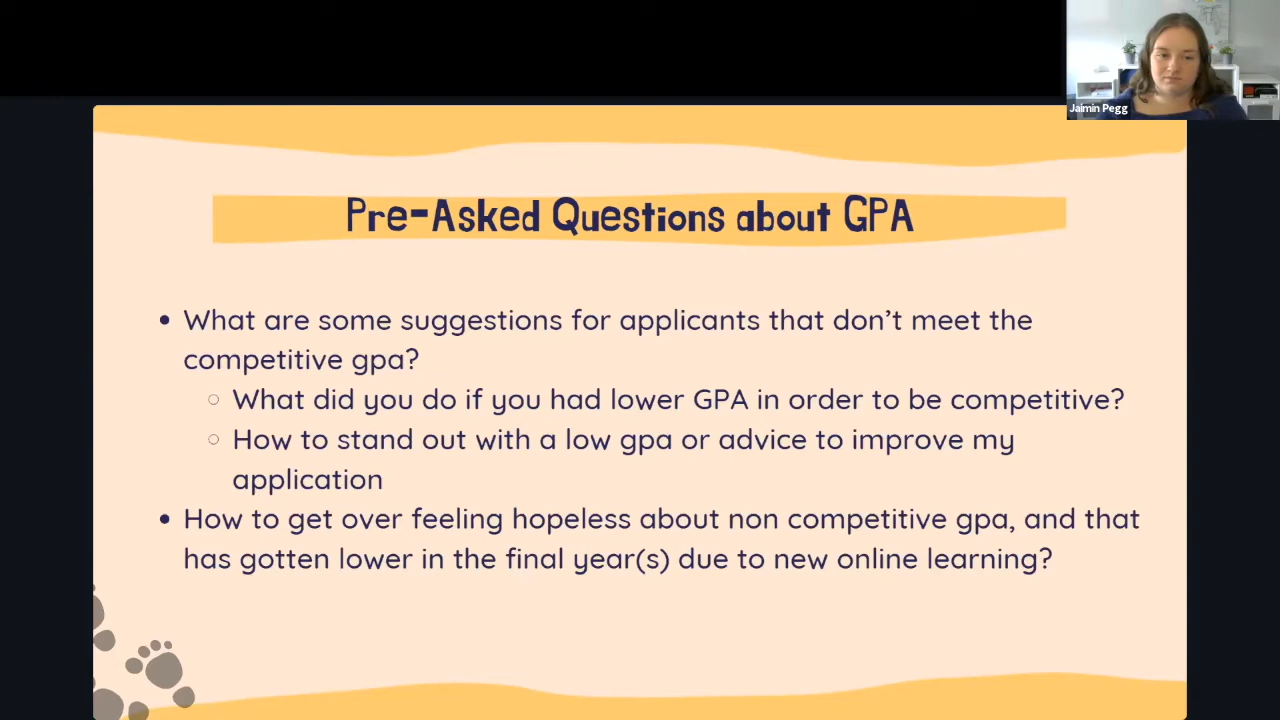 Jaimin Pegg
Pre-Asked Questions about GPA
• What are some suggestions for applicants that don't meet the
competitive gpa?
○ What did you do if you had lower GPA in order to be competitive?
○ How to stand out with a low gpa or advice to improve my
application
• How to get over feeling hopeless about non competitive gpa, and that
has gotten lower in the final year(s) due to new online learning?